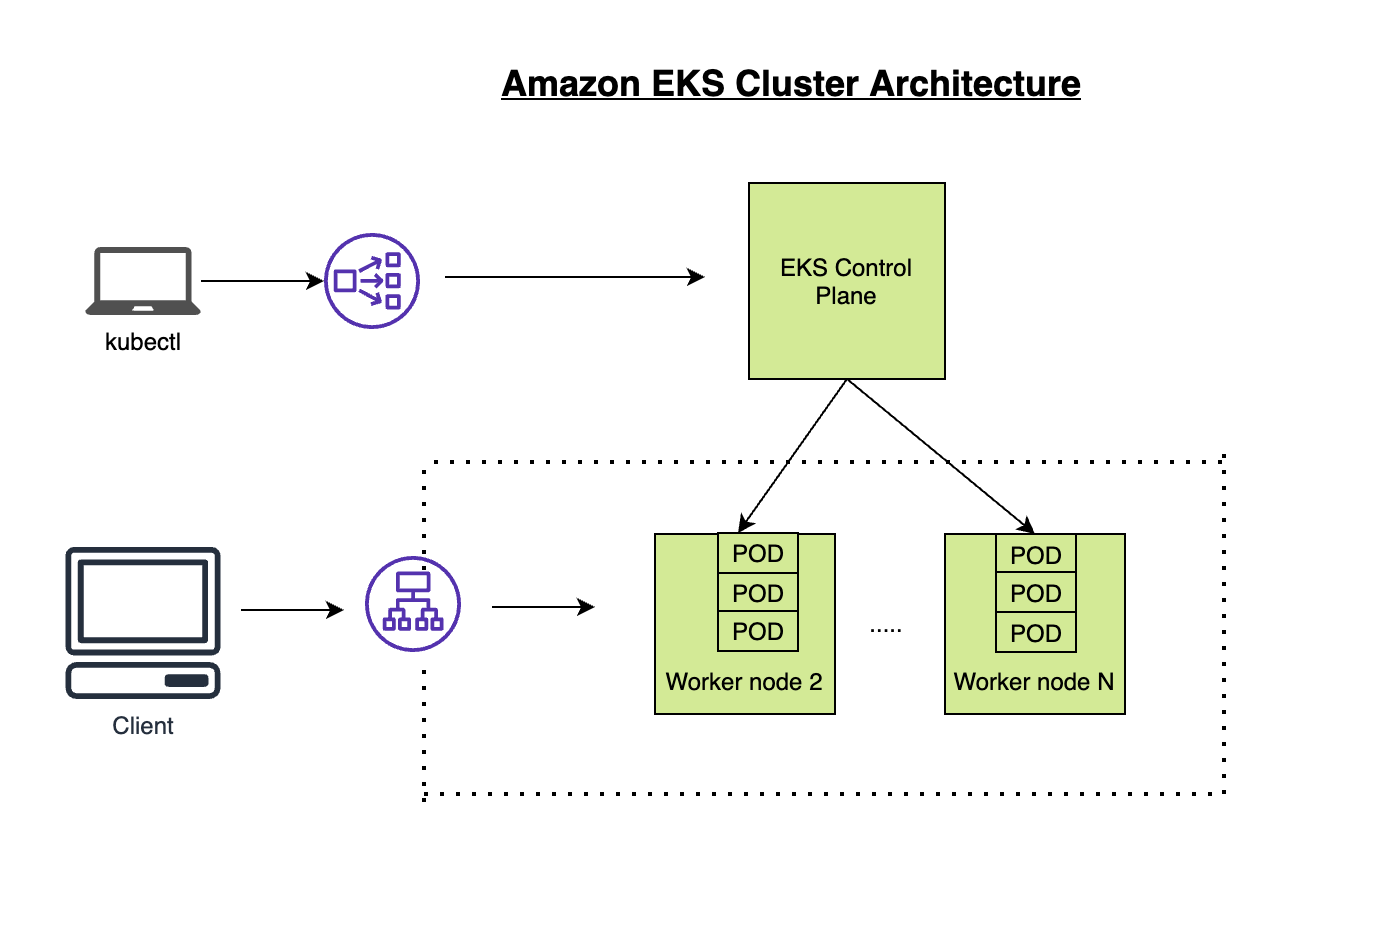 Amazon EKS Cluster Architecture
EKS Control
Plane
kubectl
POD
POD
POD
Worker node 2
.....
POD
POD
POD
Worker node N
Client